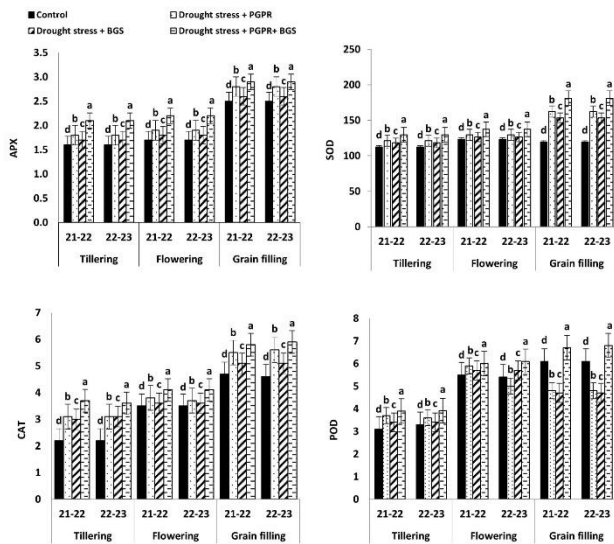 Control
Drought stress + PGPR
Drought stress + BGS
Drought stress + PGPR+ BGS
APX
3.5
3.0
2.5
2.0
1.5
1.0
0.5
0.0
d b c a d b c a d b c a d b c a d b c a d b c a
21-22 22-23 21-22 22-23 21-22 22-23
Tillering Flowering Grain filling
SOD
250
200
150
100
50
0
d b c a d b c a d b c a d b c a d b c a d b c a
21-22 22-23 21-22 22-23 21-22 22-23
Tillering Flowering Grain filling
CAT
7
6
5
4
3
2
1
0
d b c a d b c a d b c a d b c a d b c a d b c a
21-22 22-23 21-22 22-23 21-22 22-23
Tillering Flowering Grain filling
POD
8
7
6
5
4
3
2
1
0
d b c a d b c a d b c a d b c a d b c a d b c a
21-22 22-23 21-22 22-23 21-22 22-23
Tillering Flowering Grain filling